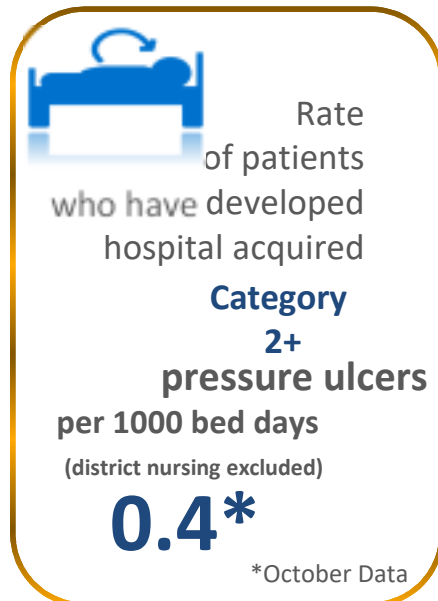 Rate
of patients
who have developed
hospital acquired
Category
2+
pressure ulcers
per 1000 bed days
(district nursing excluded)
0.4*
*October Data